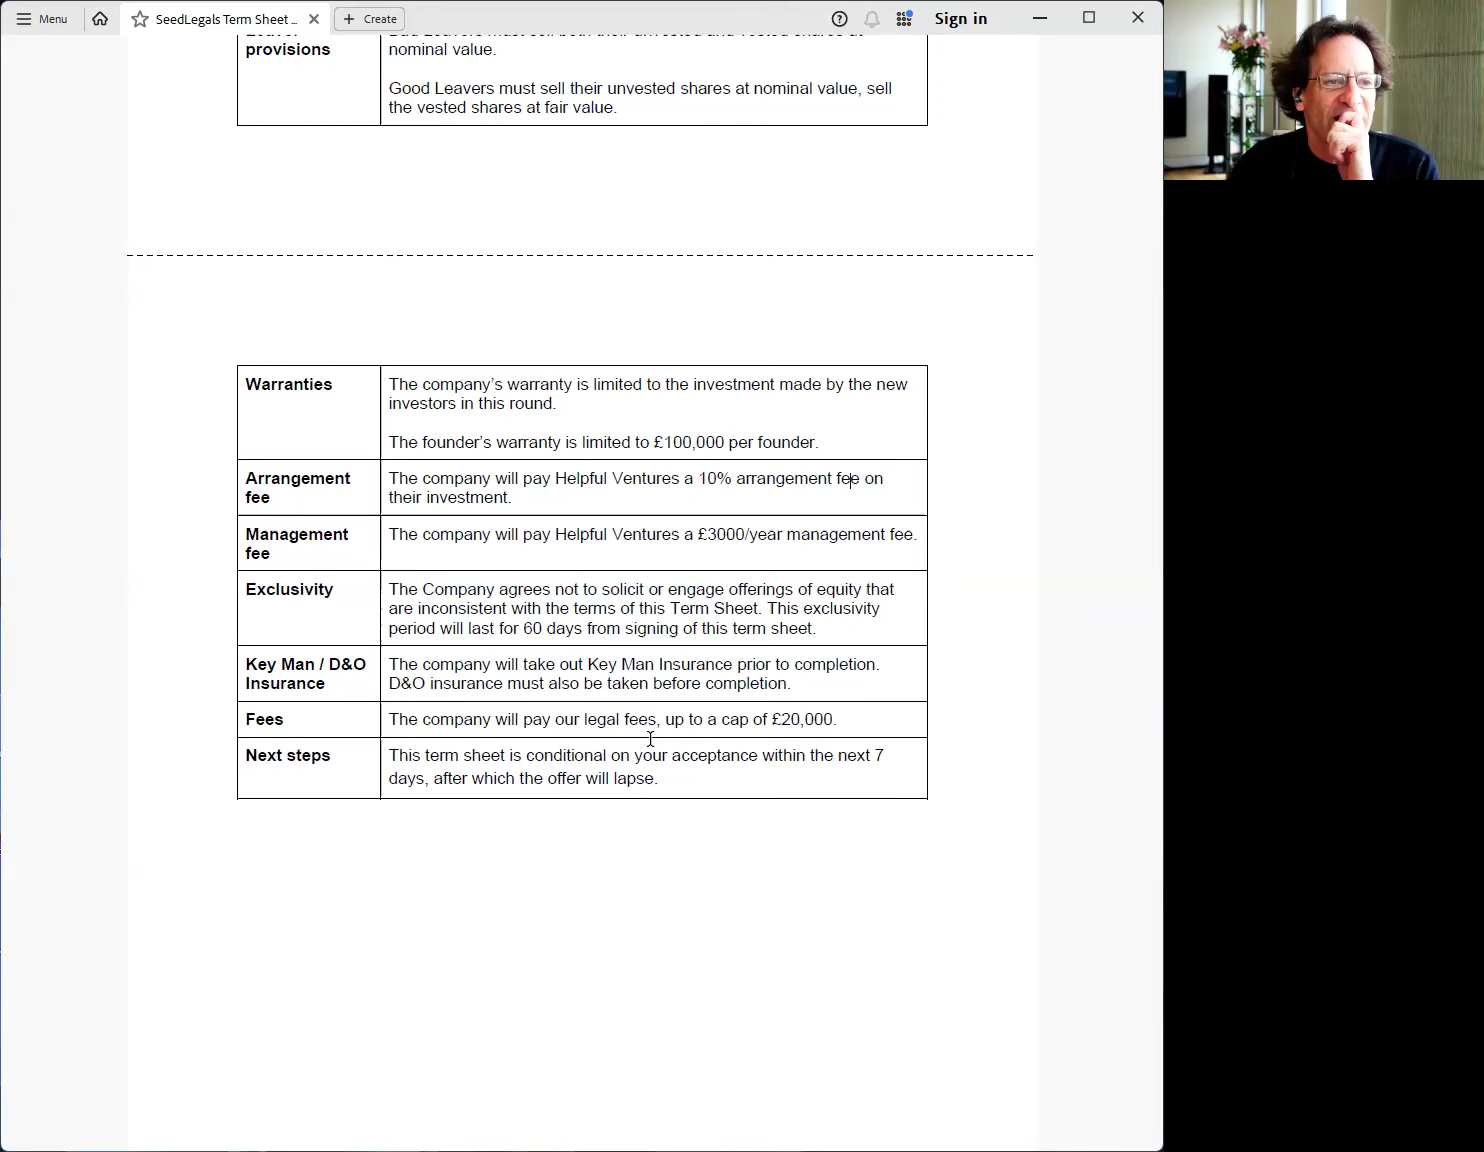 Menu
SeedLegals Term Sheet ...
Create
Sign in
provisions
nominal value.
Good Leavers must sell their unvested shares at nominal value, sell
the vested shares at fair value.
Warranties
The company's warranty is limited to the investment made by the new
investors in this round.
The founder's warranty is limited to £100,000 per founder.
Arrangement
fee
The company will pay Helpful Ventures a 10% arrangement fee on
their investment.
Management
fee
The company will pay Helpful Ventures a £3000/year management fee.
Exclusivity
The Company agrees not to solicit or engage offerings of equity that
are inconsistent with the terms of this Term Sheet. This exclusivity
period will last for 60 days from signing of this term sheet.
Key Man / D&O
Insurance
The company will take out Key Man Insurance prior to completion.
D&O insurance must also be taken before completion.
Fees
The company will pay our legal fees, up to a cap of £20,000.
Next steps
This term sheet is conditional on your acceptance within the next 7
days, after which the offer will lapse.